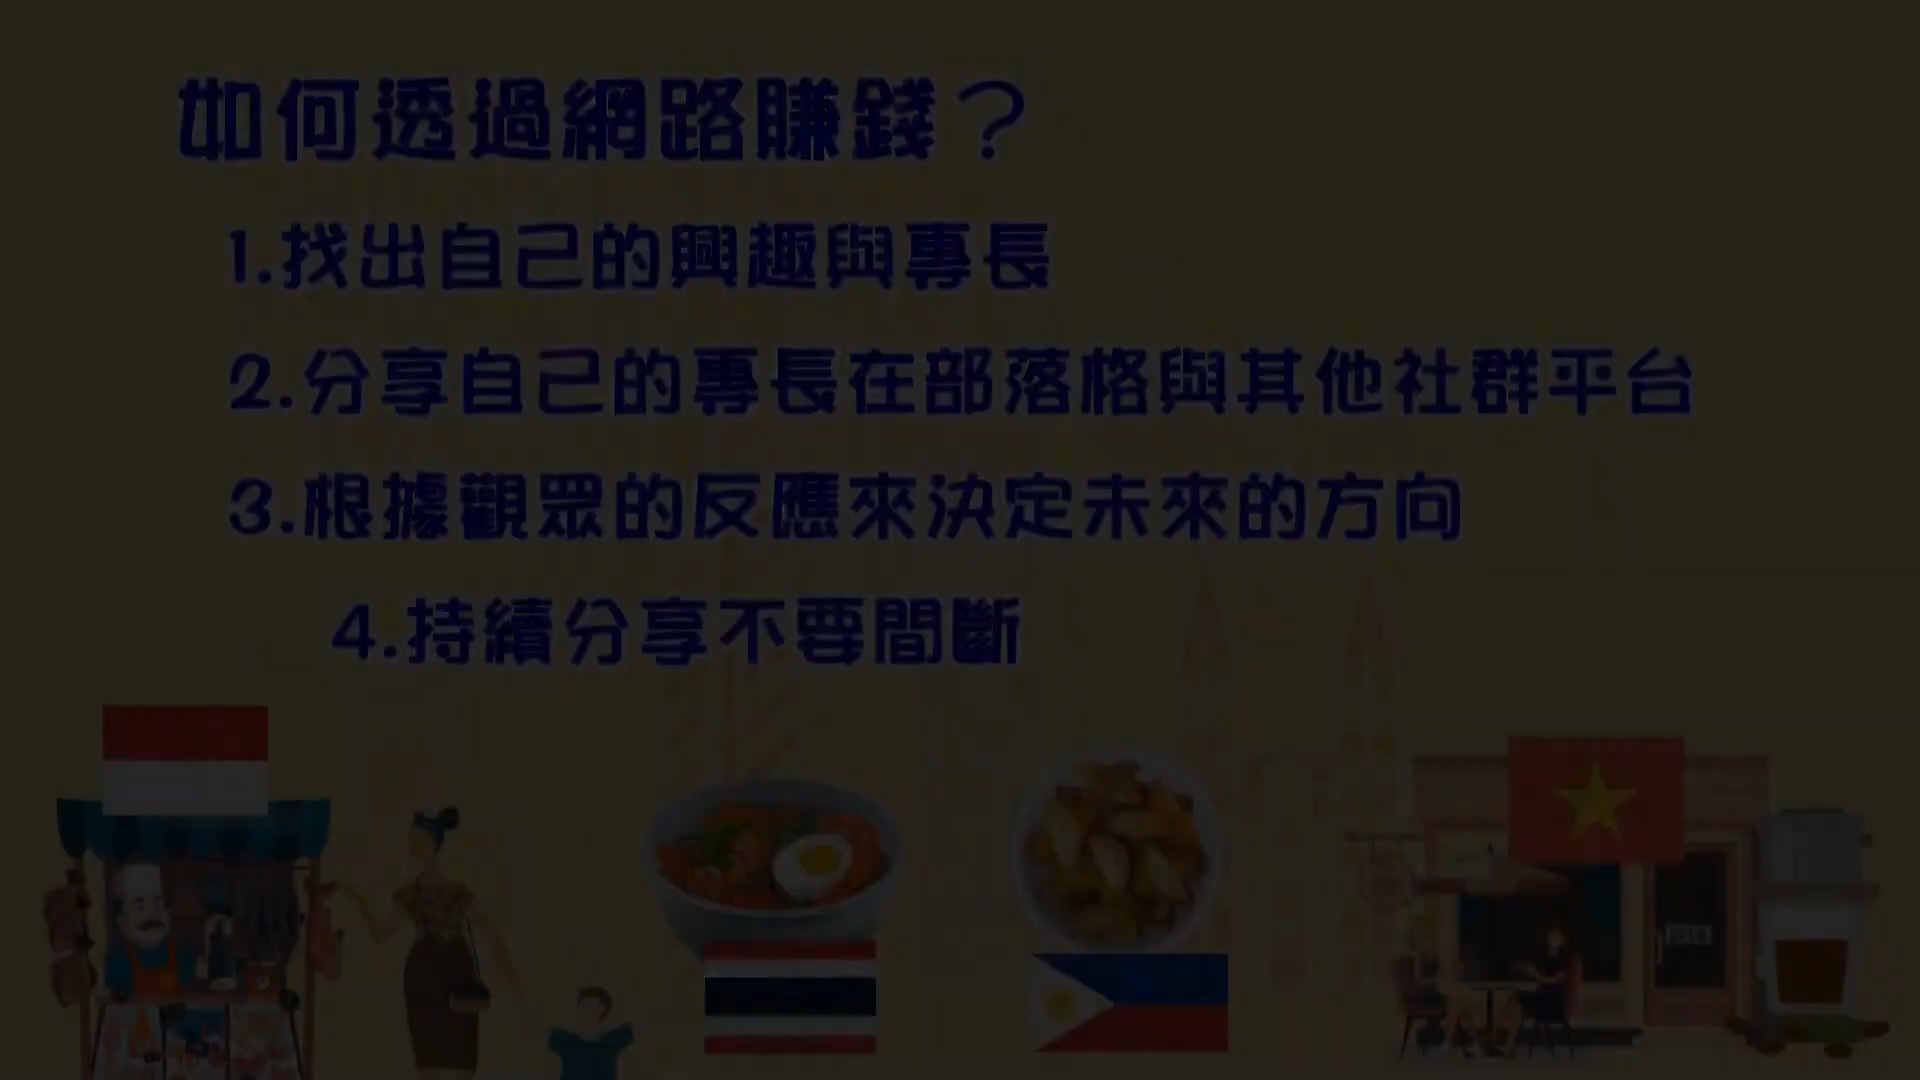 如何透過網路賺錢？
1.找出自己的興趣與專長
2.分享自己的專長在部落格與其他社群平台
3.根據觀眾的反應來決定未來的方向
4.持續分享不要間斷